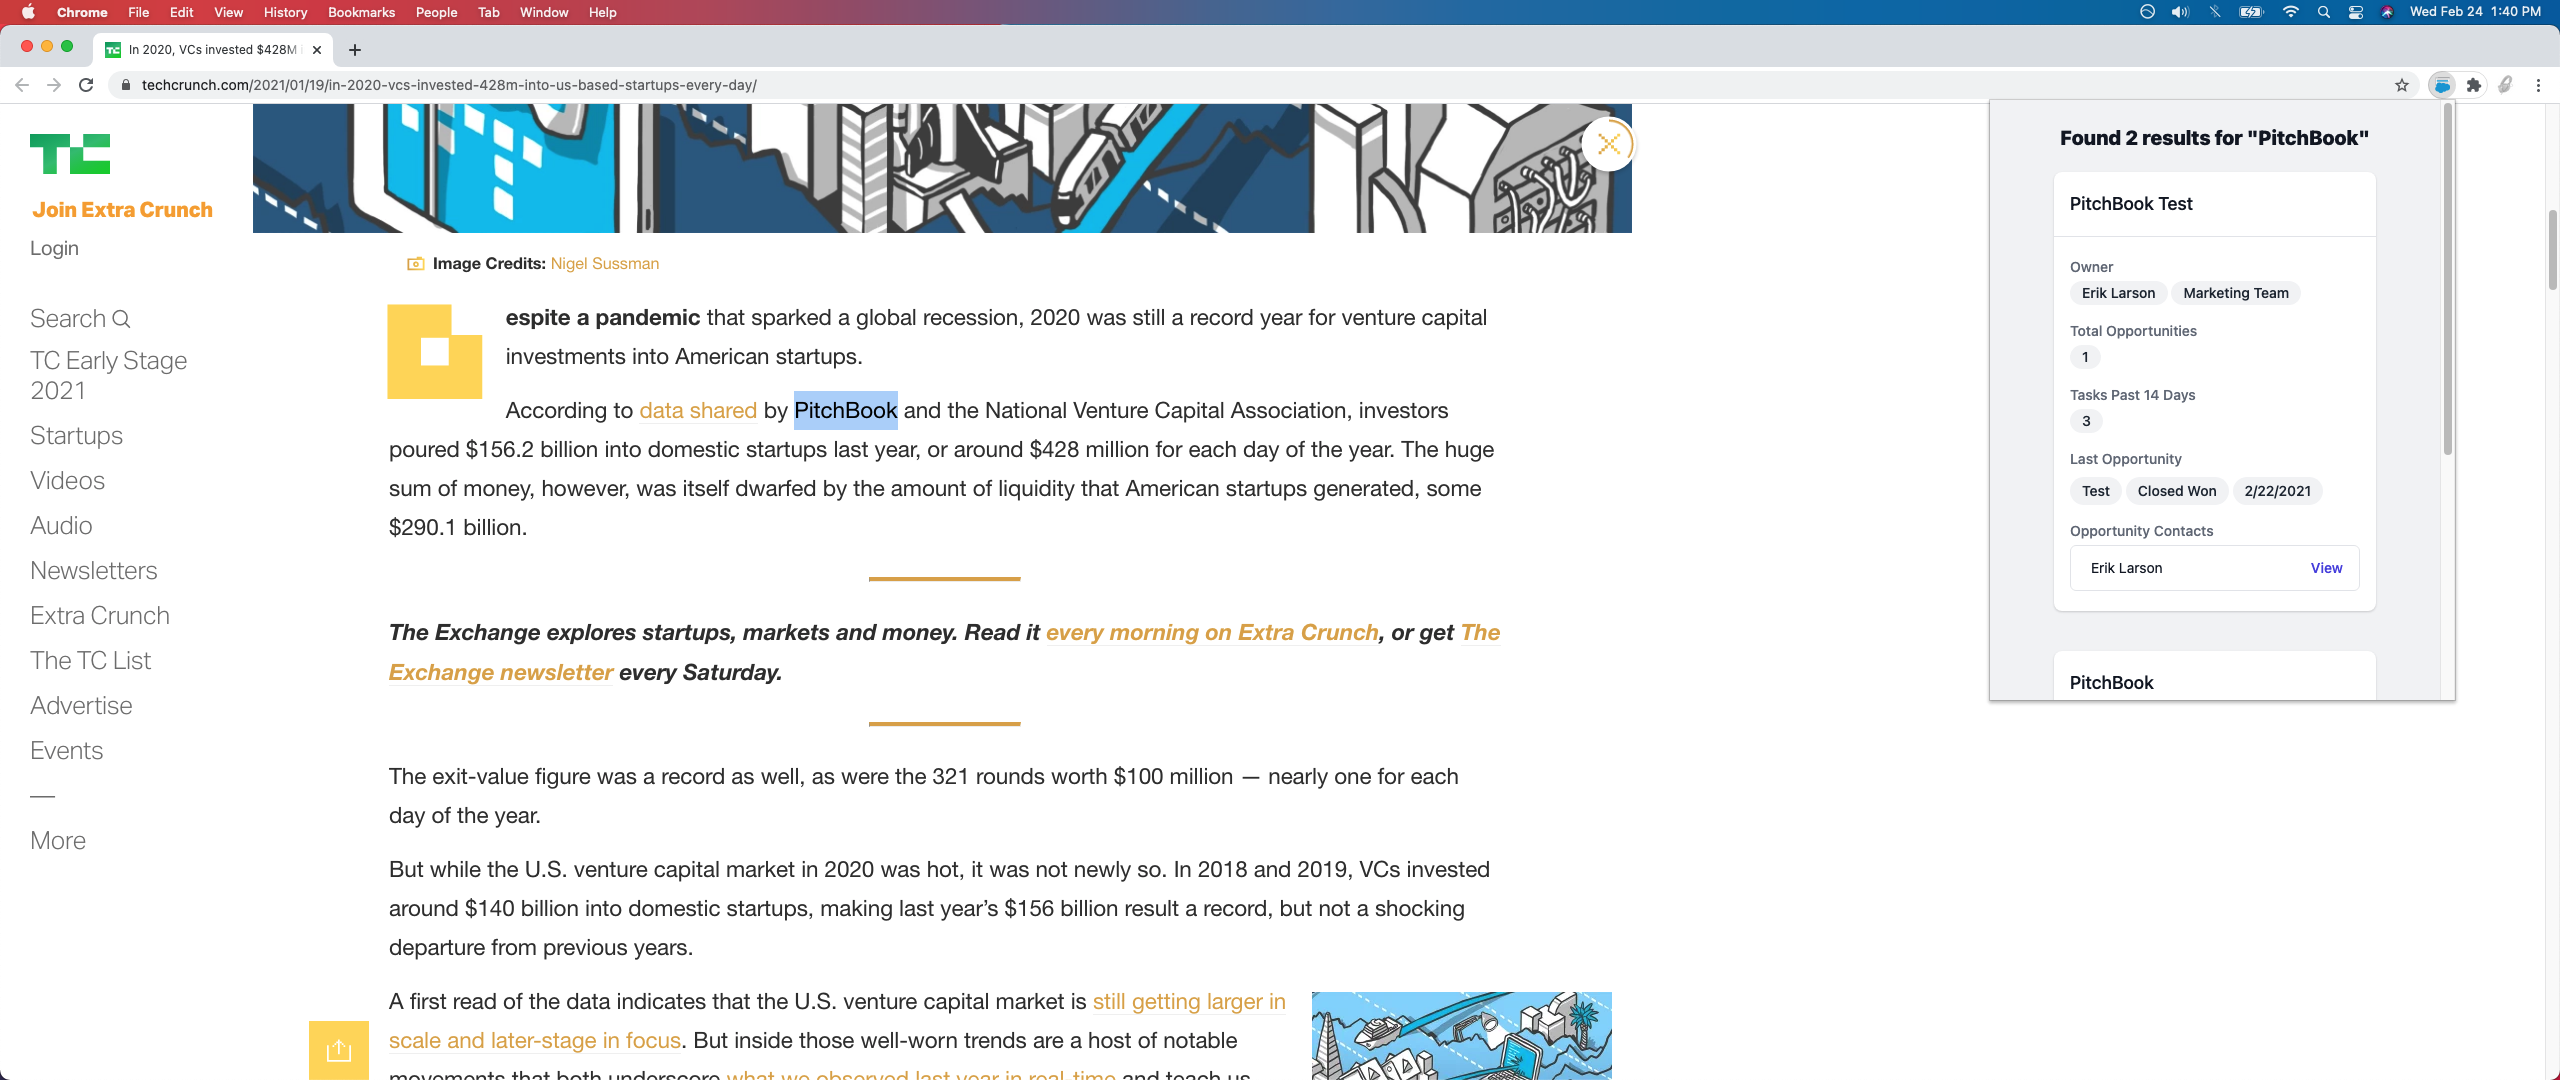 Chrome File Edit View History Bookmarks People Tab Window Help
Wed Feb 24 1:40 PM
In 2020, VCs invested $428M
techcrunch.com/2021/01/19/in-2020-vcs-invested-428m-into-us-based-startups-every-day/
TC
Join Extra Crunch
Login
Search
TC Early Stage
2021
Startups
Videos
Audio
Newsletters
Extra Crunch
The TC List
Advertise
Events
—
More
Image Credits: Nigel Sussman
espite a pandemic that sparked a global recession, 2020 was still a record year for venture capital
investments into American startups.
According to data shared by PitchBook and the National Venture Capital Association, investors
poured $156.2 billion into domestic startups last year, or around $428 million for each day of the year. The huge
sum of money, however, was itself dwarfed by the amount of liquidity that American startups generated, some
$290.1 billion.
The Exchange explores startups, markets and money. Read it every morning on Extra Crunch, or get The
Exchange newsletter every Saturday.
The exit-value figure was a record as well, as were the 321 rounds worth $100 million — nearly one for each
day of the year.
But while the U.S. venture capital market in 2020 was hot, it was not newly so. In 2018 and 2019, VCs invested
around $140 billion into domestic startups, making last year’s $156 billion result a record, but not a shocking
departure from previous years.
A first read of the data indicates that the U.S. venture capital market is still getting larger in
scale and later-stage in focus. But inside those well-worn trends are a host of notable
movements that both underscore what we observed last year in real-time and teach us
Found 2 results for "PitchBook"
PitchBook Test
Owner
Erik Larson Marketing Team
Total Opportunities
1
Tasks Past 14 Days
3
Last Opportunity
Test Closed Won 2/22/2021
Opportunity Contacts
Erik Larson View
PitchBook